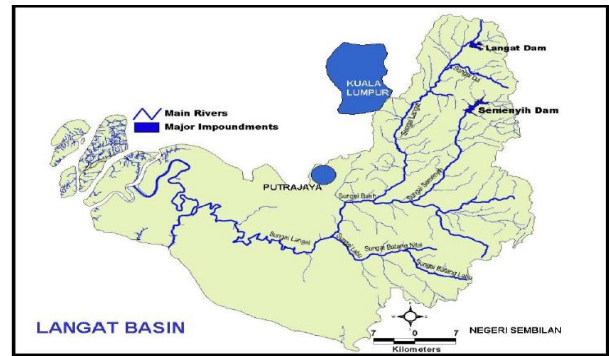 Langat Dam
KUALA
LUMPUR
Semenyih Dam
Main Rivers
Major Impoundments
Sungai Langat
Sungai Semenyih
PUTRAJAYA
Sungai Langat
Sungai Labu
Sungai Batang Nilai
Sungai Batang Labu
LANGAT BASIN
N
7 0 7
Kilometers
NEGERI SEMBILAN